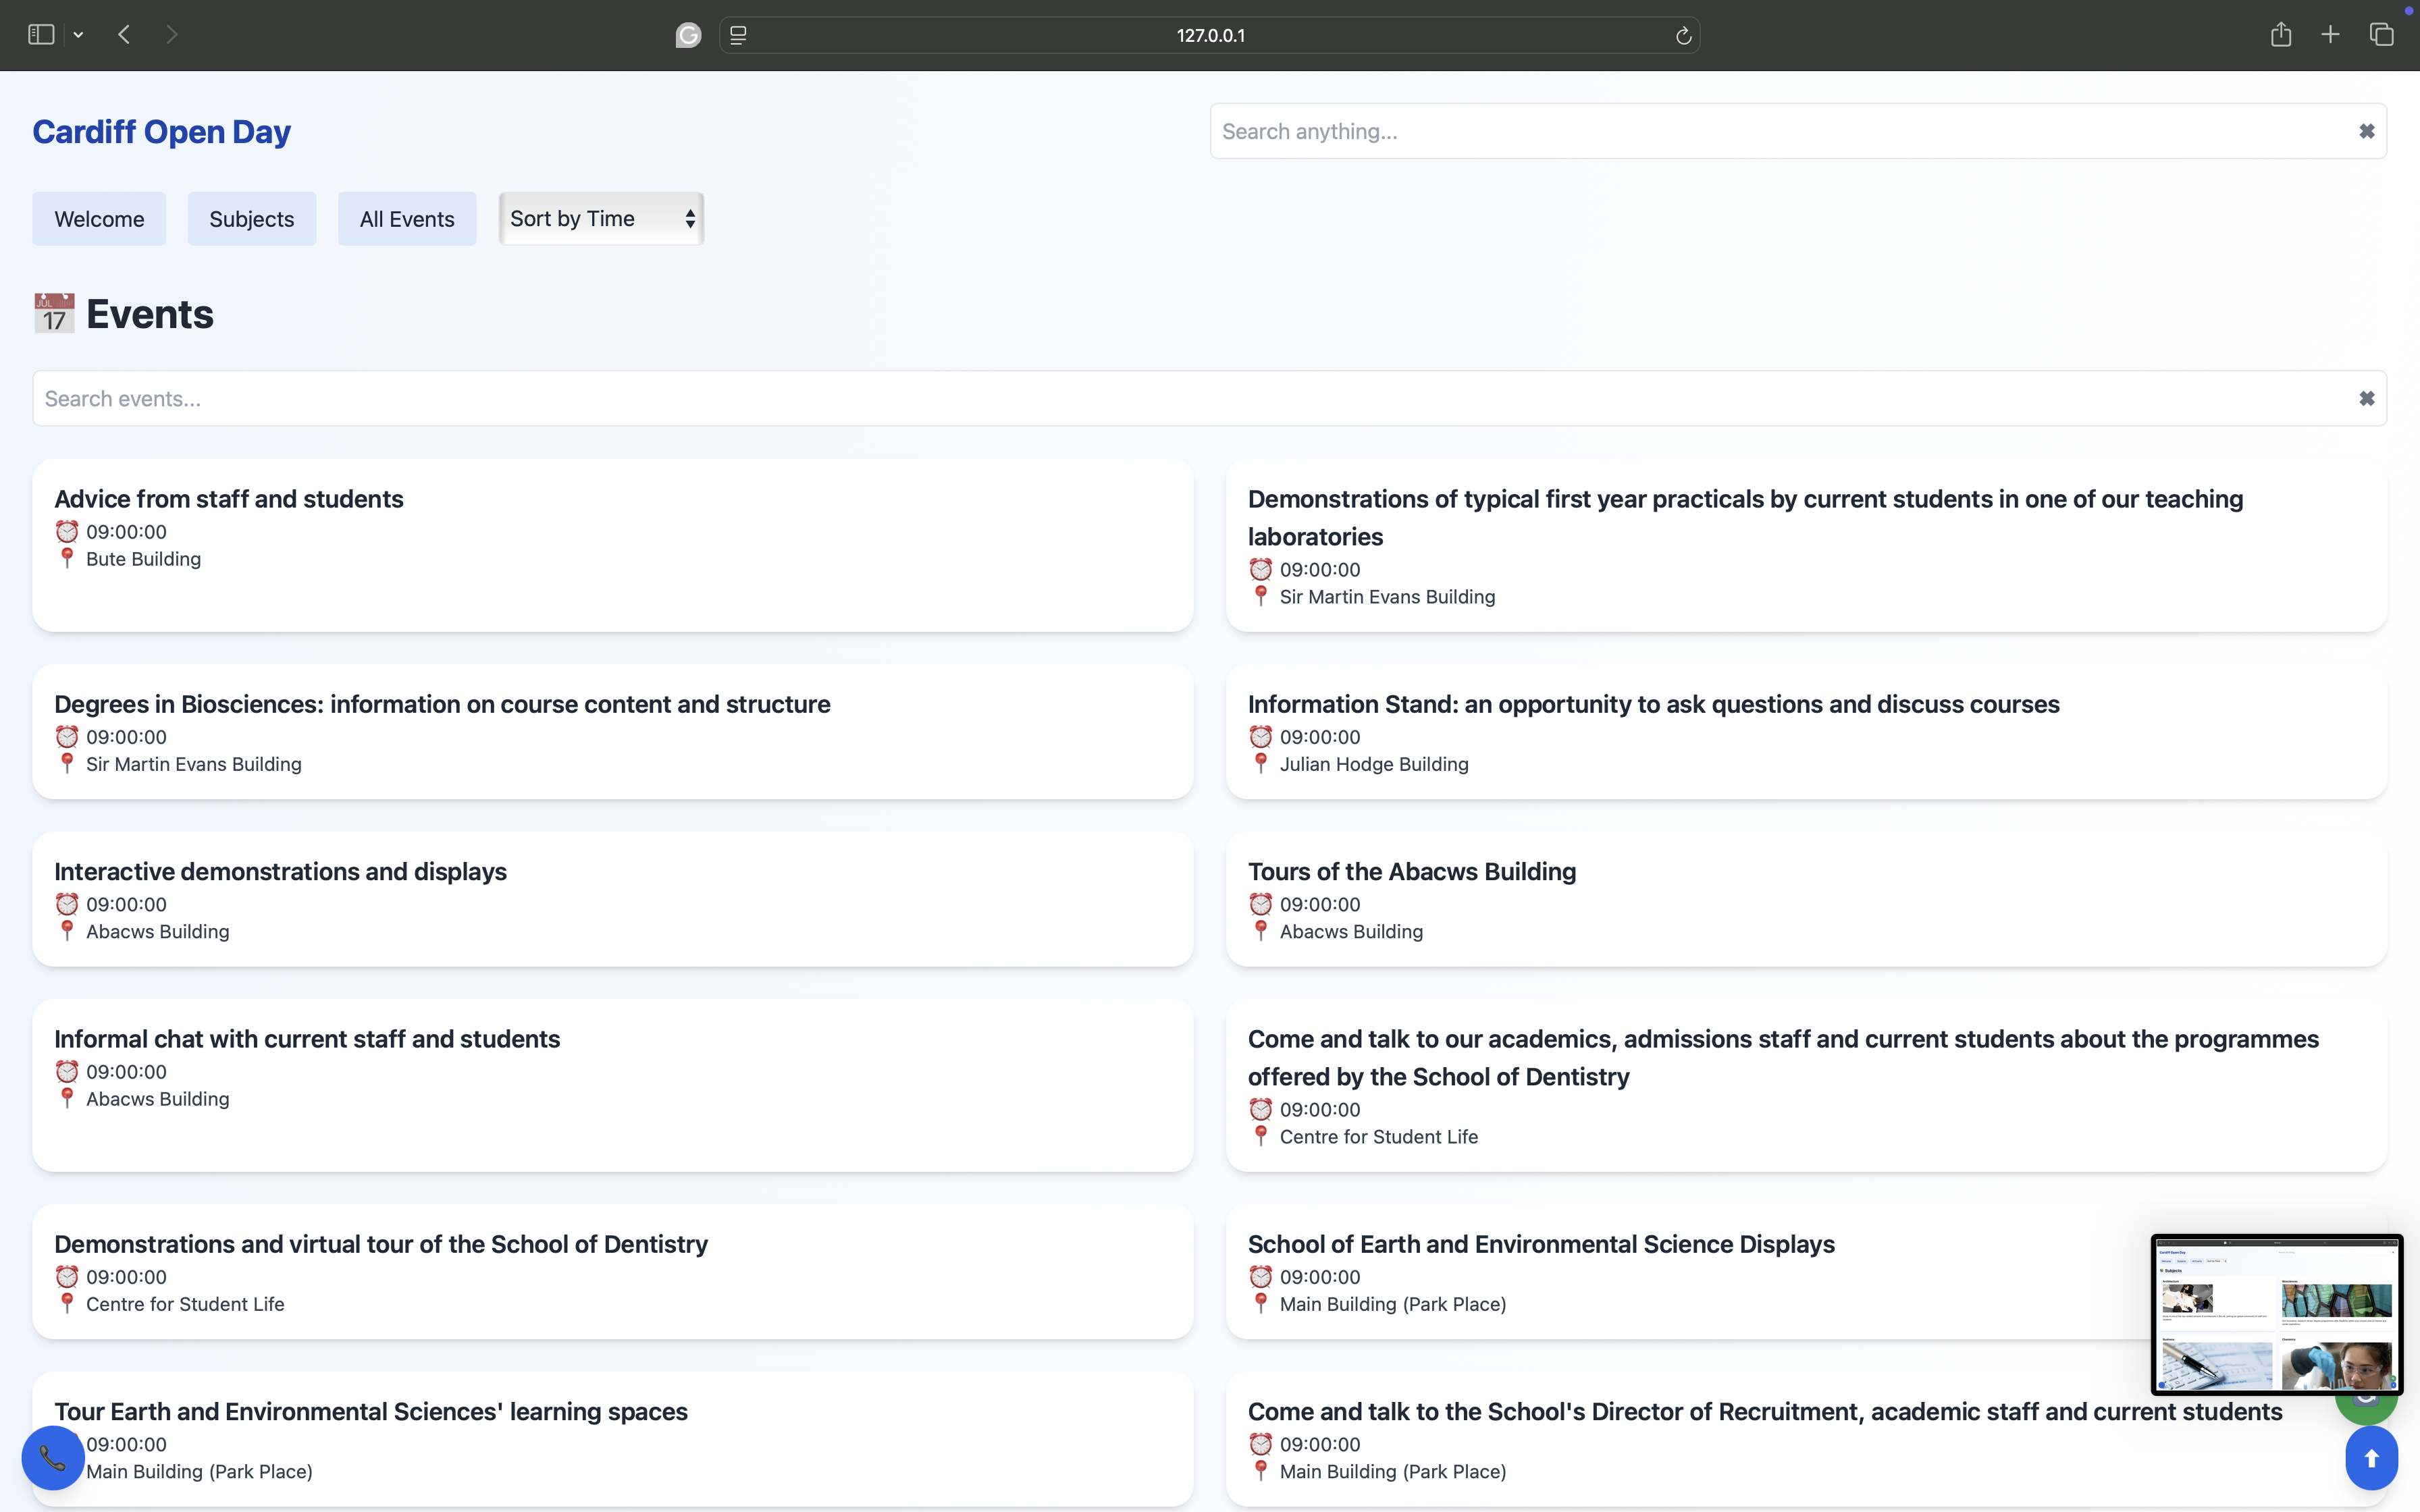 127.0.0.1
Cardiff Open Day
Search anything...
Welcome
Subjects
All Events
Sort by Time
JUL
17
Events
Search events...
Advice from staff and students
09:00:00
Bute Building
Demonstrations of typical first year practicals by current students in one of our teaching
laboratories
09:00:00
Sir Martin Evans Building
Degrees in Biosciences: information on course content and structure
09:00:00
Sir Martin Evans Building
Information Stand: an opportunity to ask questions and discuss courses
09:00:00
Julian Hodge Building
Interactive demonstrations and displays
09:00:00
Abacws Building
Tours of the Abacws Building
09:00:00
Abacws Building
Informal chat with current staff and students
09:00:00
Abacws Building
Come and talk to our academics, admissions staff and current students about the programmes
offered by the School of Dentistry
09:00:00
Centre for Student Life
Demonstrations and virtual tour of the School of Dentistry
09:00:00
Centre for Student Life
School of Earth and Environmental Science Displays
09:00:00
Main Building (Park Place)
Cardiff Open Day
Subjects
Tour Earth and Environmental Sciences' learning spaces
09:00:00
Main Building (Park Place)
Come and talk to the School's Director of Recruitment, academic staff and current students
09:00:00
Main Building (Park Place)